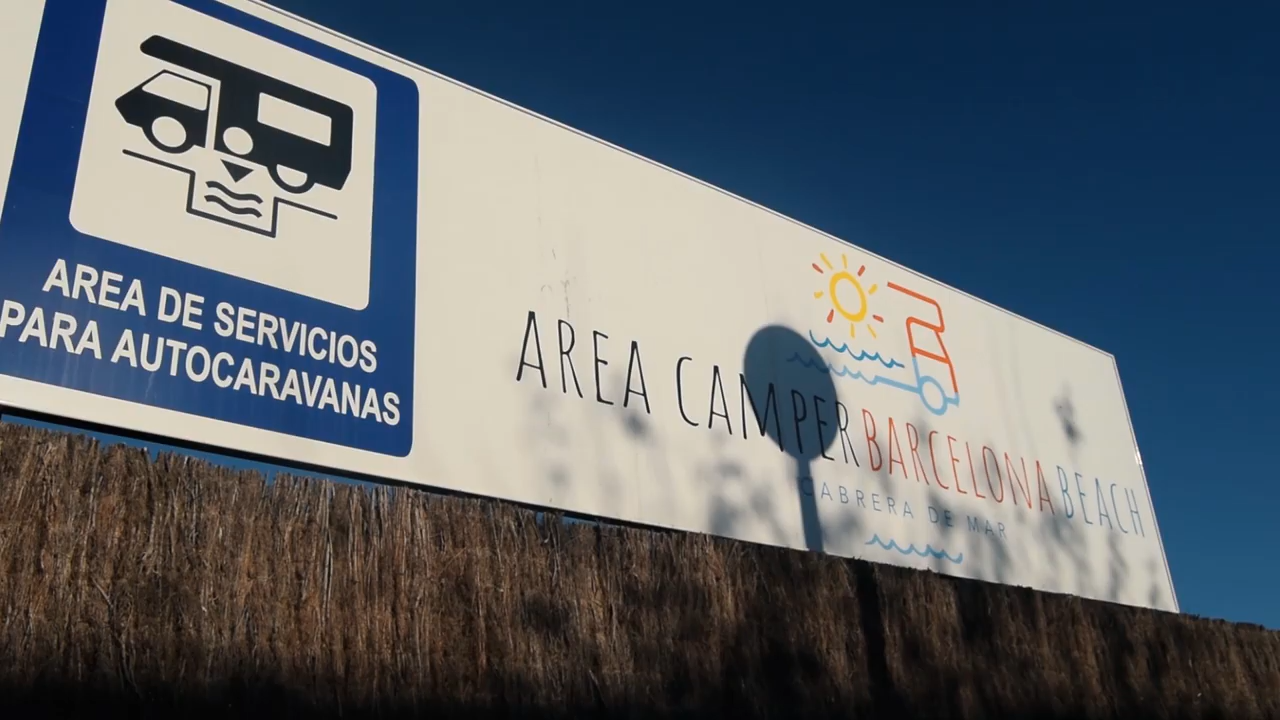 AREA DE SERVICIOS
PARA AUTOCARAVANAS
AREA CAMPER BARCELONA BEACH
CABRERA DE MAR